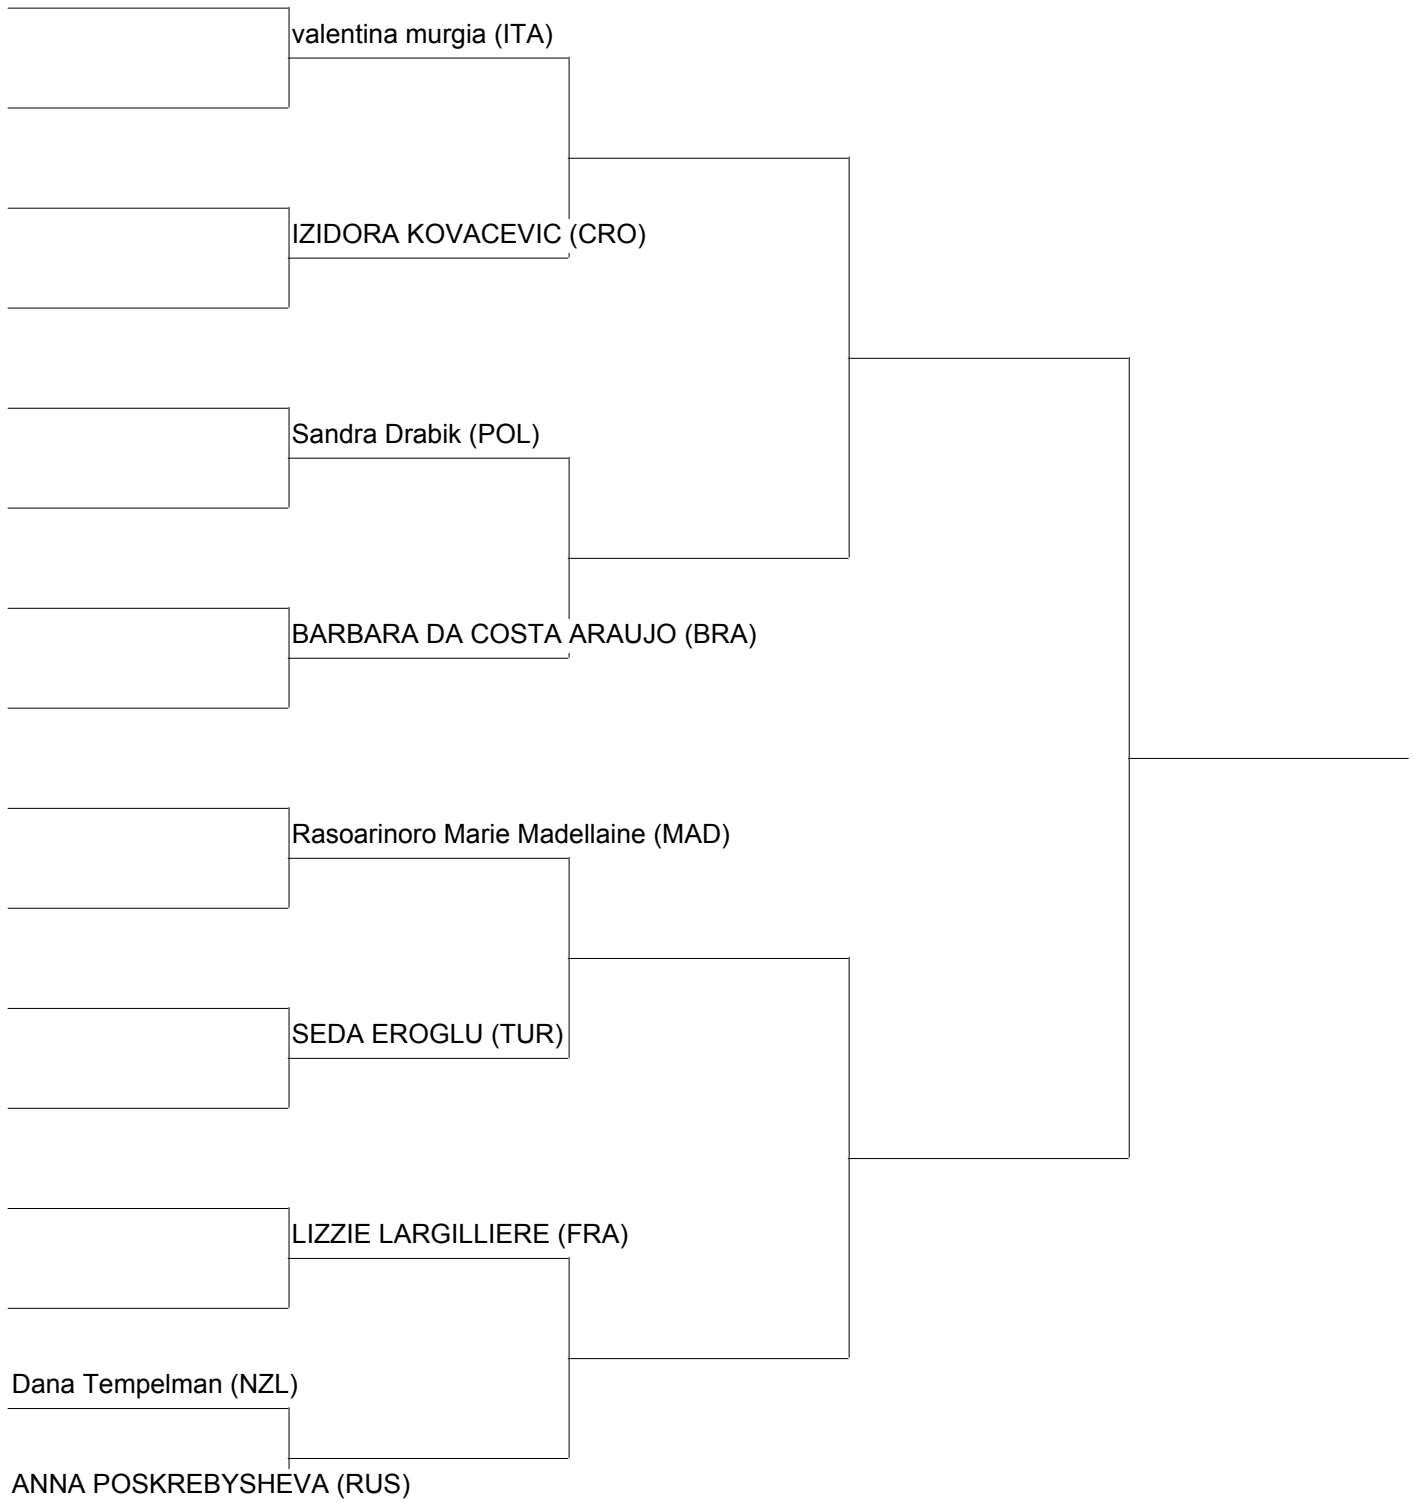 valentina murgia (ITA)
IZIDORA KOVACEVIC (CRO)
Sandra Drabik (POL)
BARBARA DA COSTA ARAUJO (BRA)
Rasoarinoro Marie Madellaine (MAD)
SEDA EROGLU (TUR)
LIZZIE LARGILLIERE (FRA)
Dana Tempelman (NZL)
ANNA POSKREBYSHEVA (RUS)